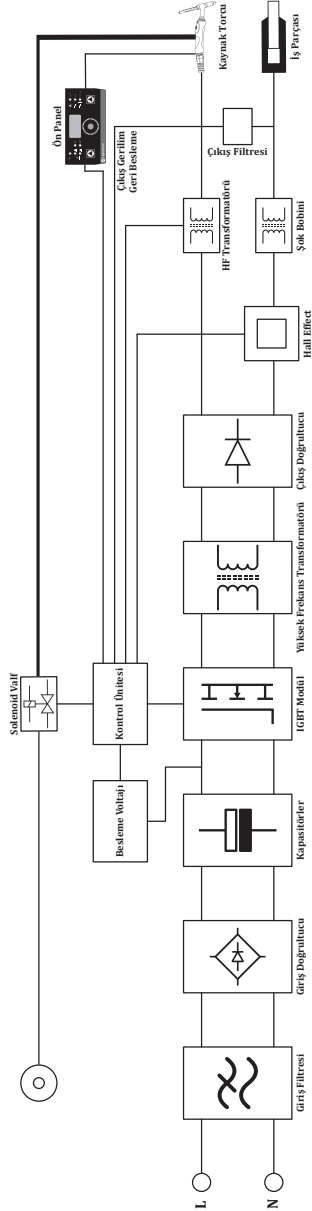 L
N
Giriş Filtresi
Giriş Doğrultucu
Kapasitörler
IGBT Modül
Yüksek Frekans Transformatörü
Çıkış Doğrultucu
Hall Effect
HF Transformatörü
Şok Bobini
Çıkış Filtresi
Kaynak Torcu
İş Parçası
Besleme Voltajı
Kontrol Ünitesi
Çıkış Gerilim
Geri Besleme
Ön Panel
Solenoid Valf